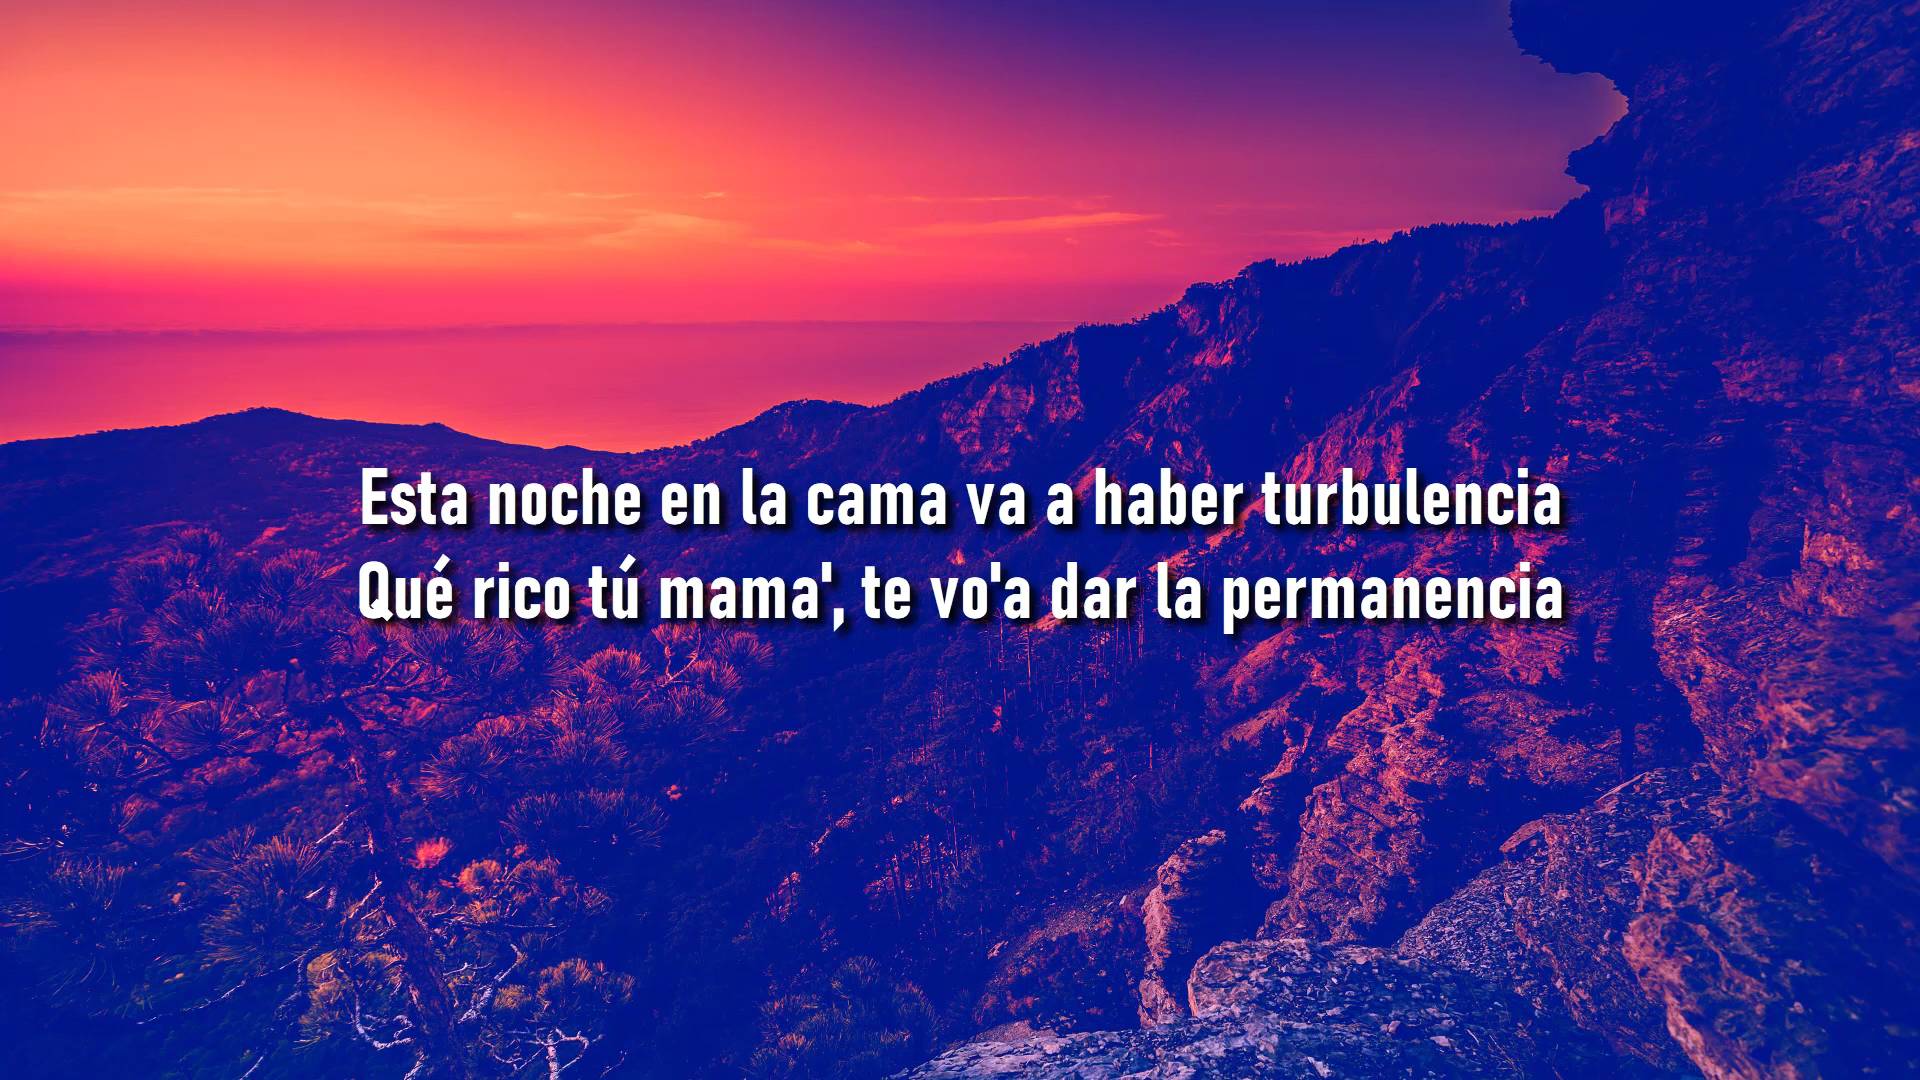 Esta noche en la cama va a haber turbulencia
Qué rico tú mama', te vo'a dar la permanencia